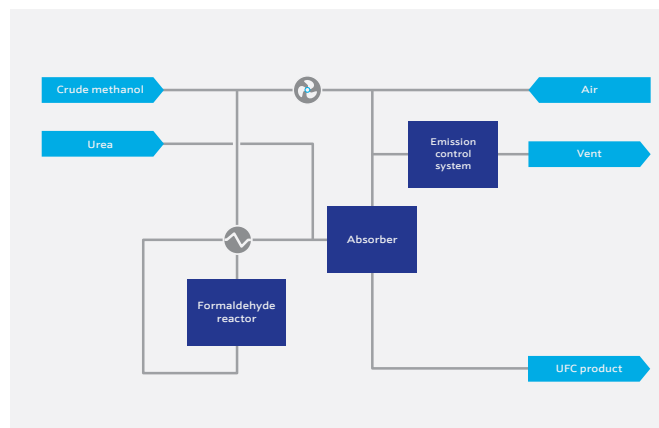 Crude methanol
Air
Urea
Emission
control
system
Vent
Absorber
Formaldehyde
reactor
UFC product